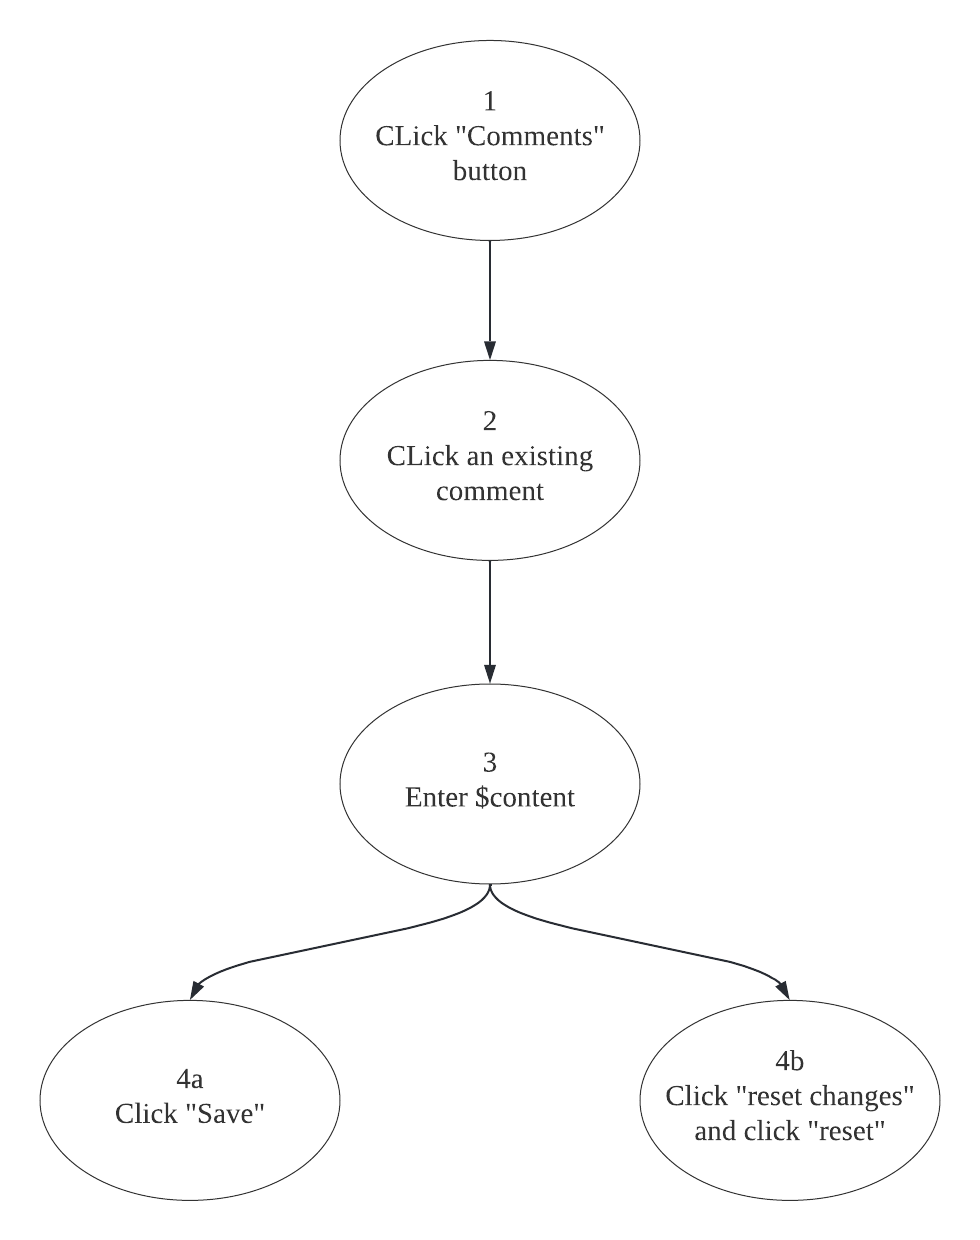 1
CLick "Comments"
button
2
CLick an existing
comment
3
Enter $content
4a
Click "Save"
4b
Click "reset changes"
and click "reset"